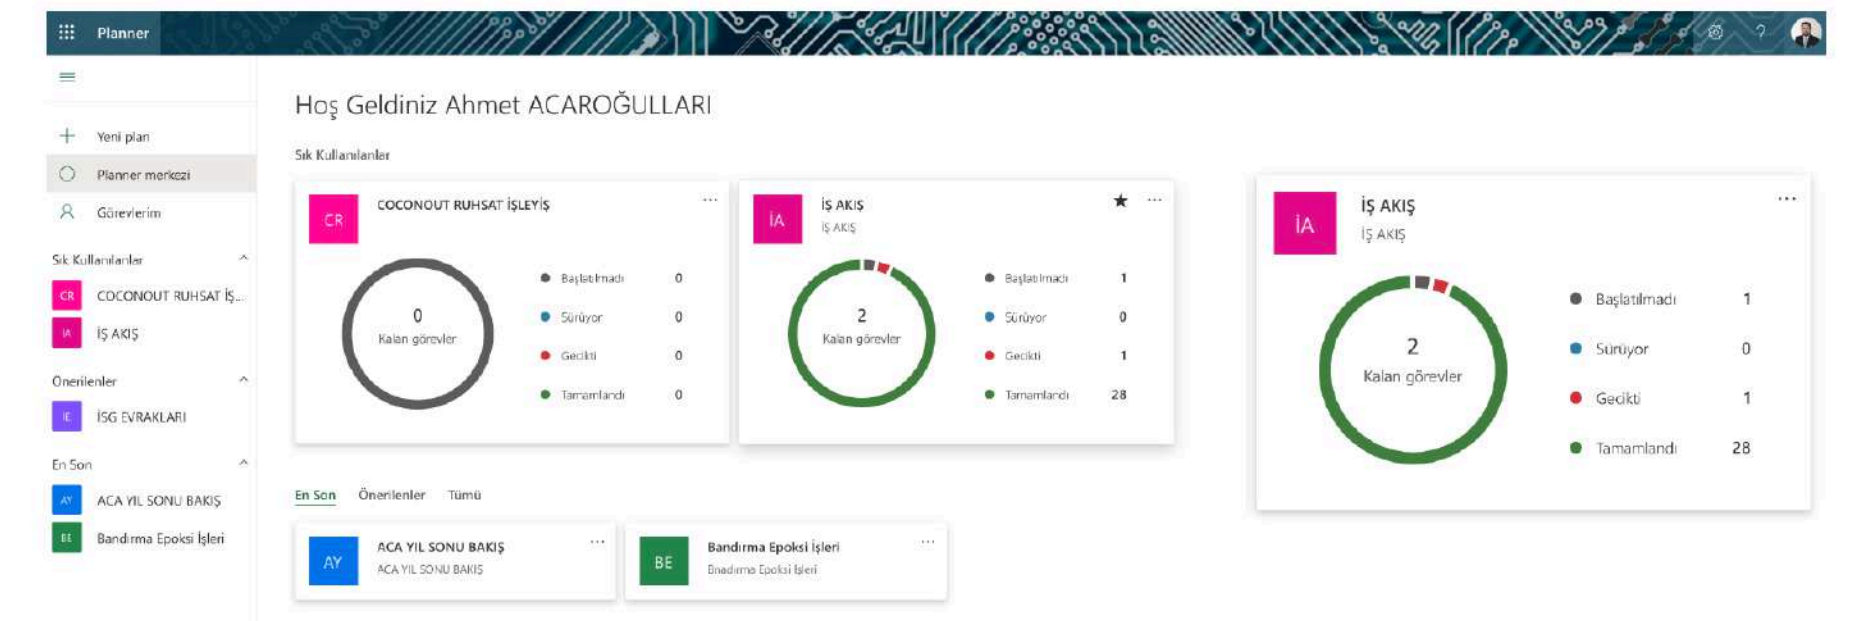 Planner
Hoş Geldiniz Ahmet ACAROĞULLARI
Yeni plan
Planner merkezi
Görevlerim
Sık Kullanılanlar
CR COCONOUT RUHSAT İŞ...
İA İŞ AKIŞ
Önerilenler
İE İSG EVRAKLARI
En Son
AY ACA YIL SONU BAKIŞ
BE Bandırma Epoksi İşleri
Sık Kullanılanlar
CR
COCONOUT RUHSAT İŞLEYİŞ
...
0
Kalan görevler
Başlatılmadı 0
Sürüyor 0
Gecikti 0
Tamamlandı 0
İA
İŞ AKIŞ
★ ...
İŞ AKIŞ
2
Kalan görevler
Başlatılmadı 1
Sürüyor 0
Gecikti 1
Tamamlandı 28
İA
İŞ AKIŞ
...
İŞ AKIŞ
2
Kalan görevler
Başlatılmadı 1
Sürüyor 0
Gecikti 1
Tamamlandı 28
En Son Önerilenler Tümü
AY
ACA YIL SONU BAKIŞ
...
ACA YIL SONU BAKIŞ
BE
Bandırma Epoksi İşleri
...
Bnadırma Epoksi İşleri